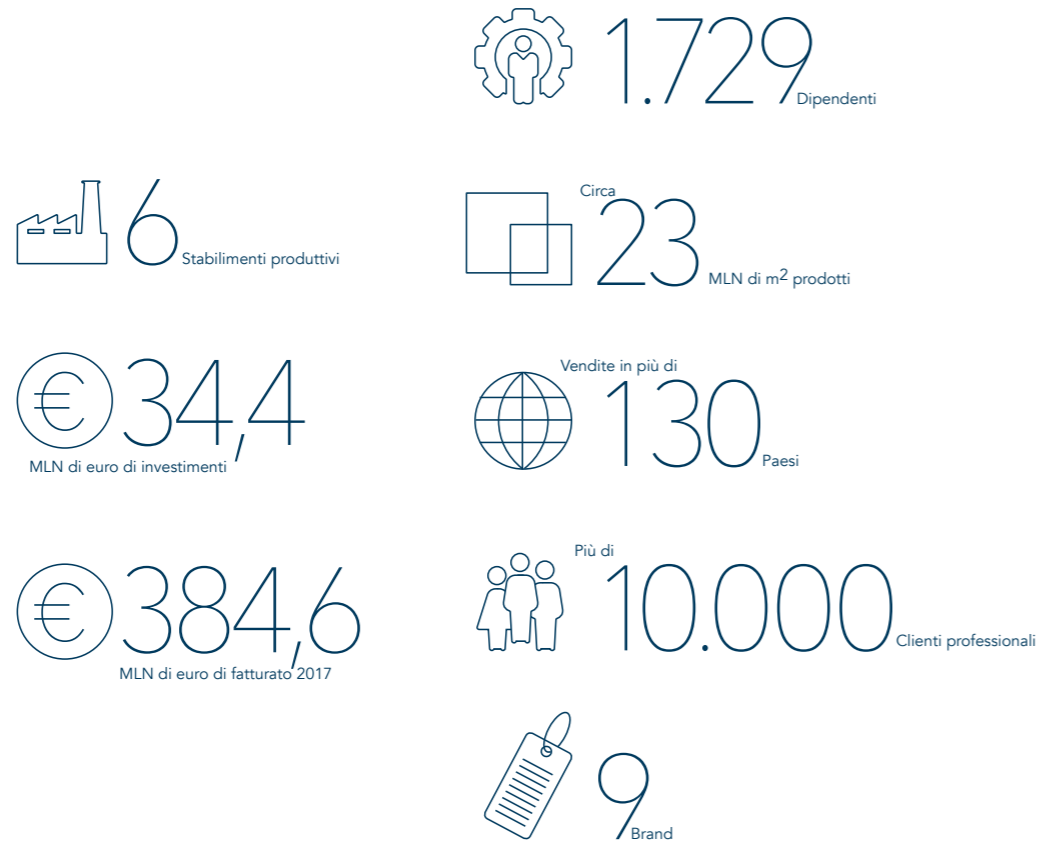 1.729
Dipendenti
6
Stabilimenti produttivi
Circa
23
MLN di m² prodotti
€ 34,4
MLN di euro di investimenti
Vendite in più di
130
Paesi
€ 384,6
MLN di euro di fatturato 2017
Più di
10.000
Clienti professionali
9
Brand